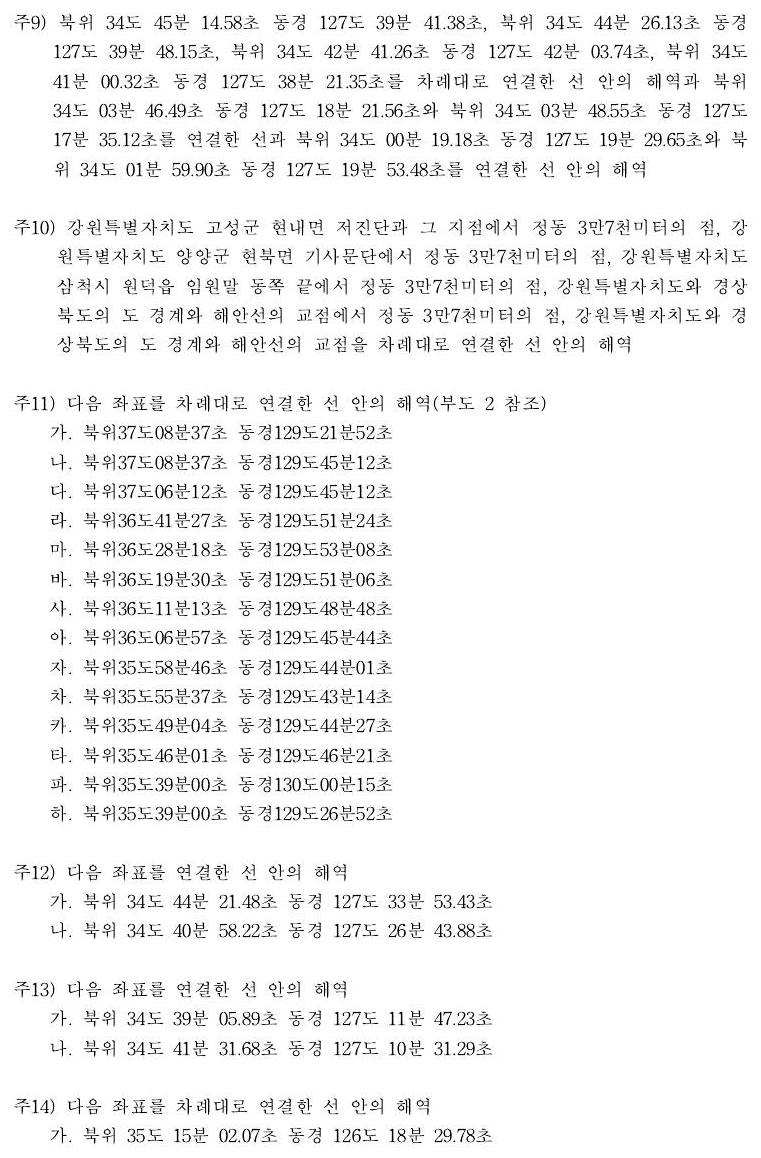 주9) 북위 34도 45분 14.58초 동경 127도 39분 41.38초, 북위 34도 44분 26.13초 동경
127도 39분 48.15초, 북위 34도 42분 41.26초 동경 127도 42분 03.74초, 북위 34도
41분 00.32초 동경 127도 38분 21.35초를 차례대로 연결한 선 안의 해역과 북위
34도 03분 46.49초 동경 127도 18분 21.56초와 북위 34도 03분 48.55초 동경 127도
17분 35.12초를 연결한 선과 북위 34도 00분 19.18초 동경 127도 19분 29.65초와 북
위 34도 01분 59.90초 동경 127도 19분 53.48초를 연결한 선 안의 해역
주10) 강원특별자치도 고성군 현내면 저진단과 그 지점에서 정동 3만7천미터의 점, 강
원특별자치도 양양군 현북면 기사문단에서 정동 3만7천미터의 점, 강원특별자치도
삼척시 원덕읍 임원말 동쪽 끝에서 정동 3만7천미터의 점, 강원특별자치도와 경상
북도의 도 경계와 해안선의 교점에서 정동 3만7천미터의 점, 강원특별자치도와 경
상북도의 도 경계와 해안선의 교점을 차례대로 연결한 선 안의 해역
주11) 다음 좌표를 차례대로 연결한 선 안의 해역(부도 2 참조)
가. 북위37도08분37초 동경129도21분52초
나. 북위37도08분37초 동경129도45분12초
다. 북위37도06분12초 동경129도45분12초
라. 북위36도41분27초 동경129도51분24초
마. 북위36도28분18초 동경129도53분08초
바. 북위36도19분30초 동경129도51분06초
사. 북위36도11분13초 동경129도48분48초
아. 북위36도06분57초 동경129도45분44초
자. 북위35도58분46초 동경129도44분01초
차. 북위35도55분37초 동경129도43분14초
카. 북위35도49분04초 동경129도44분27초
타. 북위35도46분01초 동경129도46분21초
파. 북위35도39분00초 동경130도00분15초
하. 북위35도39분00초 동경129도26분52초
주12) 다음 좌표를 연결한 선 안의 해역
가. 북위 34도 44분 21.48초 동경 127도 33분 53.43초
나. 북위 34도 40분 58.22초 동경 127도 26분 43.88초
주13) 다음 좌표를 연결한 선 안의 해역
가. 북위 34도 39분 05.89초 동경 127도 11분 47.23초
나. 북위 34도 41분 31.68초 동경 127도 10분 31.29초
주14) 다음 좌표를 차례대로 연결한 선 안의 해역
가. 북위 35도 15분 02.07초 동경 126도 18분 29.78초